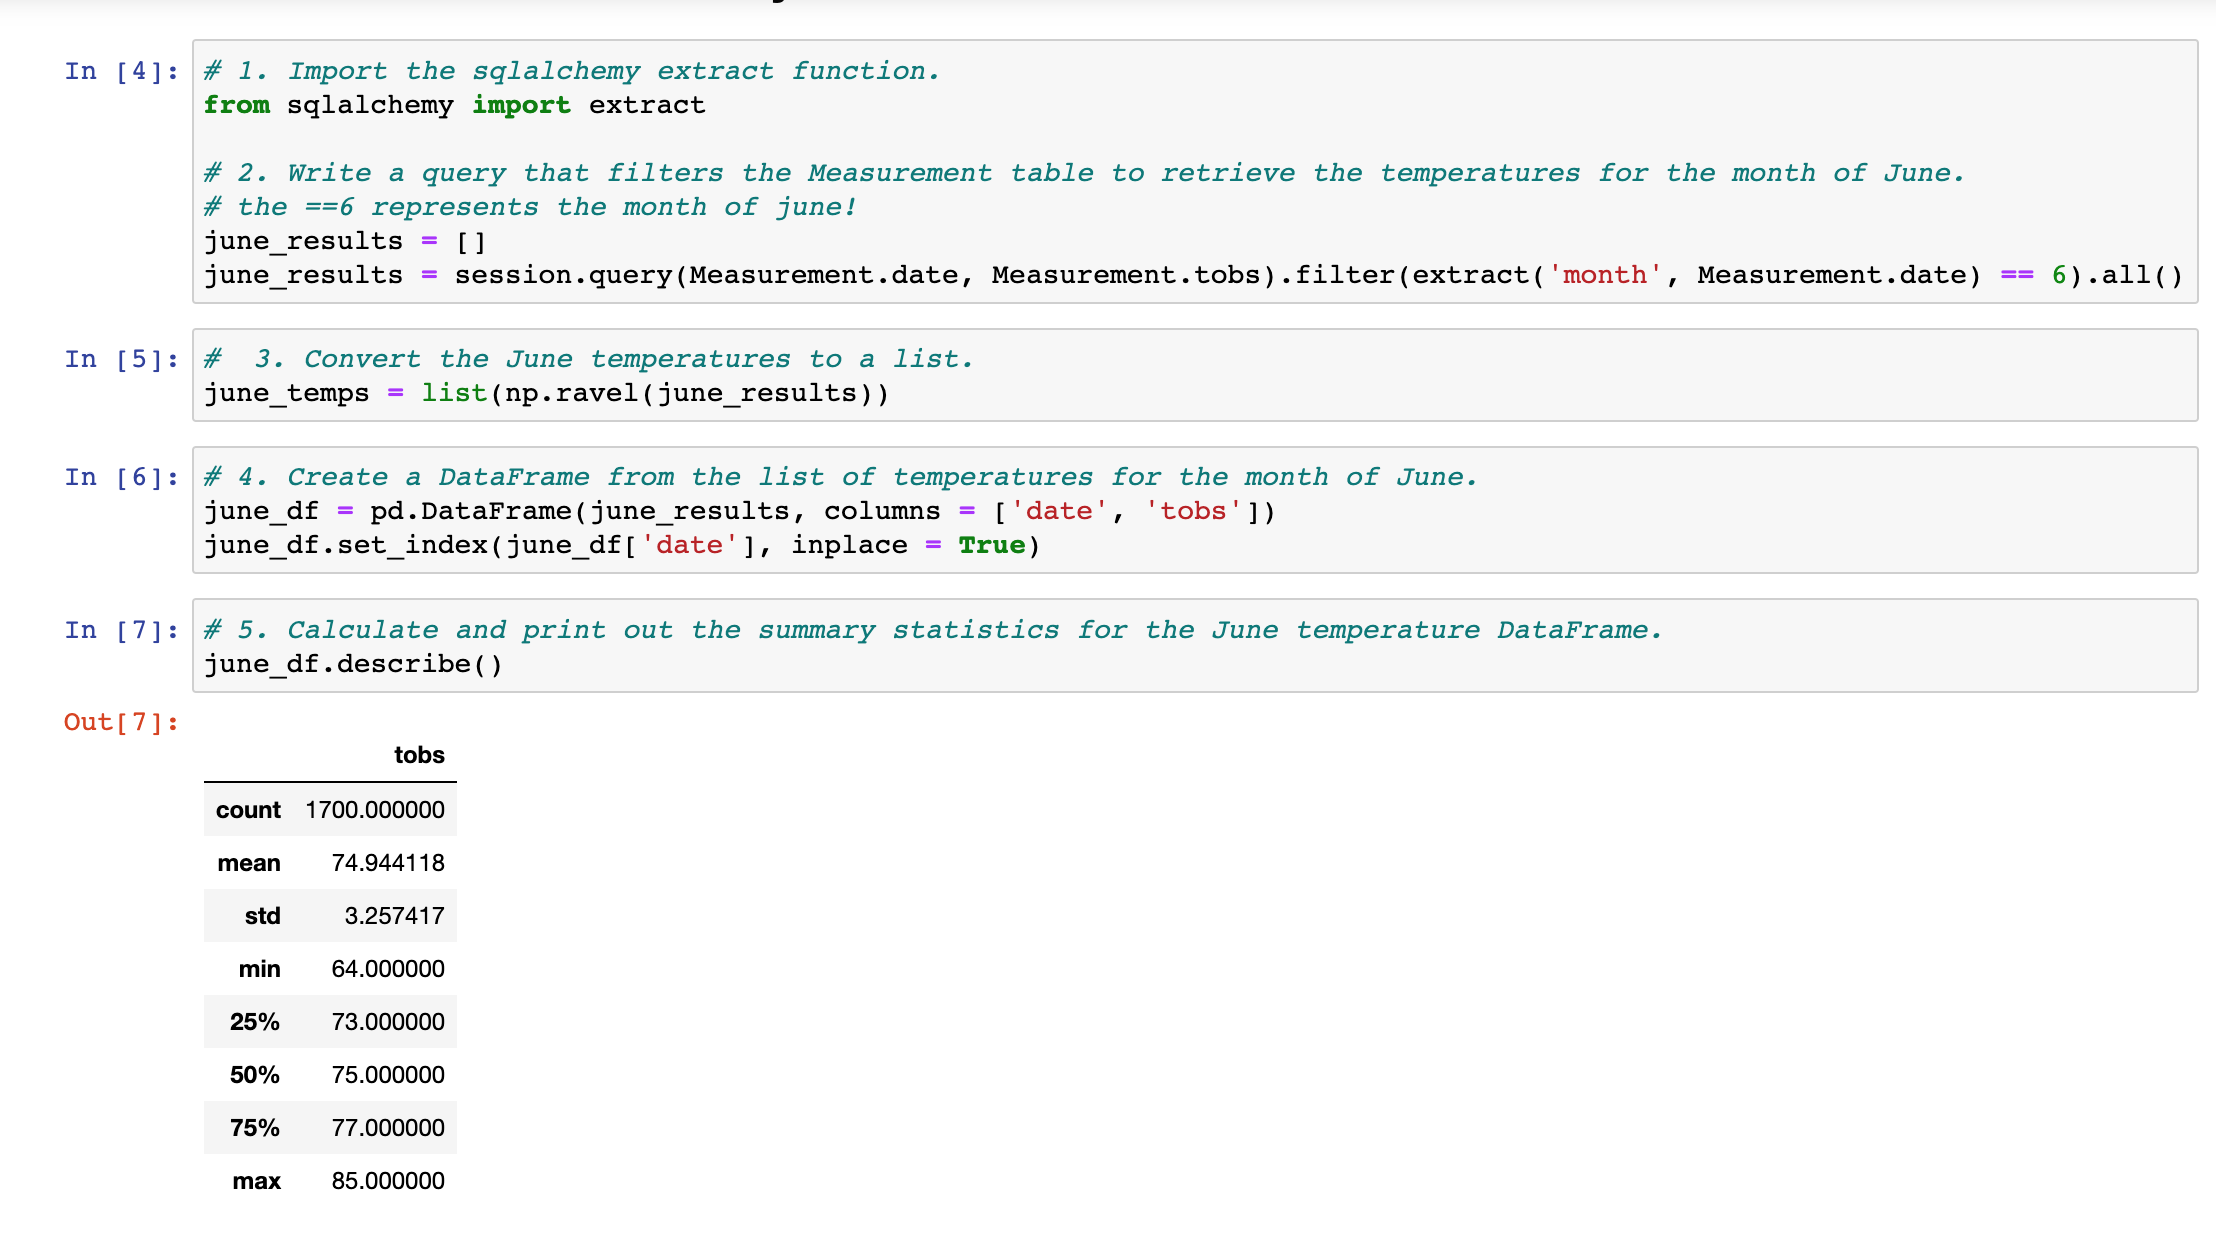 In [4]: # 1. Import the sqlalchemy extract function.
from sqlalchemy import extract
# 2. Write a query that filters the Measurement table to retrieve the temperatures for the month of June.
# the ==6 represents the month of june!
june_results = []
june_results = session.query(Measurement.date, Measurement.tobs).filter(extract('month', Measurement.date) == 6).all()
In [5]: #  3. Convert the June temperatures to a list.
june_temps = list(np.ravel(june_results))
In [6]: # 4. Create a DataFrame from the list of temperatures for the month of June.
june_df = pd.DataFrame(june_results, columns = ['date', 'tobs'])
june_df.set_index(june_df['date'], inplace = True)
In [7]: # 5. Calculate and print out the summary statistics for the June temperature DataFrame.
june_df.describe()
Out[7]:
tobs
count 1700.000000
mean 74.944118
std 3.257417
min 64.000000
25% 73.000000
50% 75.000000
75% 77.000000
max 85.000000